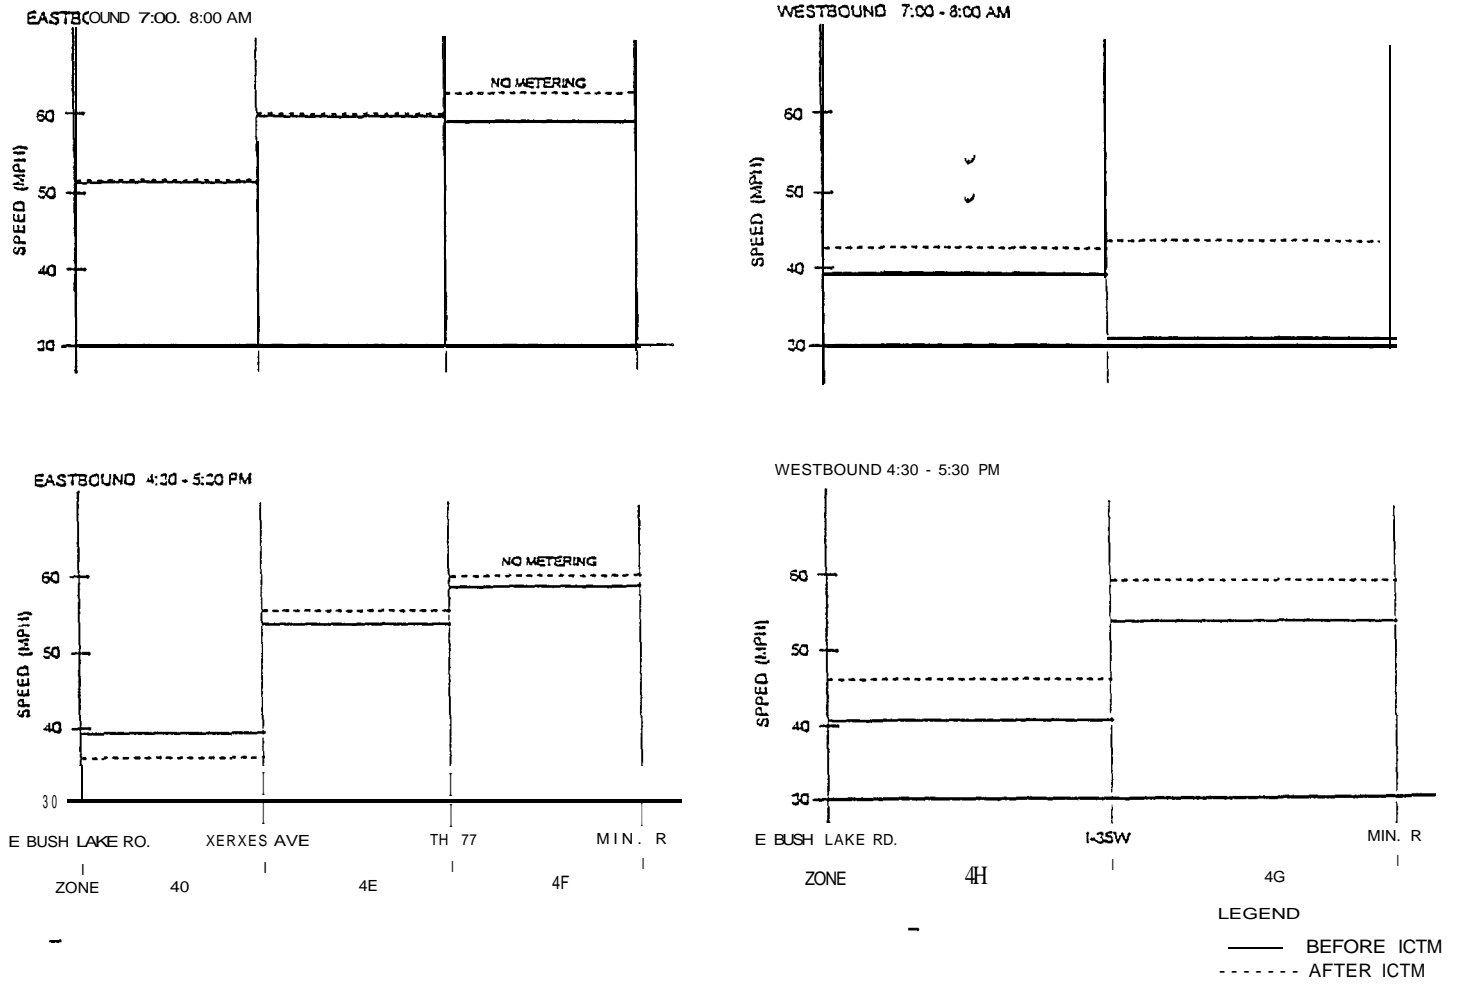 EASTBOUND 7:00. 8:00 AM
NO METERING
60
50
40
30
SPEED (MPH)
WESTBOUND 7:00 - 8:00 AM
60
50
40
30
SPEED (MPH)
EASTBOUND 4:30 - 5:30 PM
NO METERING
60
50
40
30
SPEED (MPH)
E BUSH LAKE RO.
XERXES AVE
TH 77
MIN. R
ZONE
40
4E
4F
WESTBOUND 4:30 - 5:30 PM
60
50
40
30
SPPED (MPH)
E BUSH LAKE RD.
I-35W
MIN. R
ZONE
4H
4G
LEGEND
BEFORE ICTM
AFTER ICTM